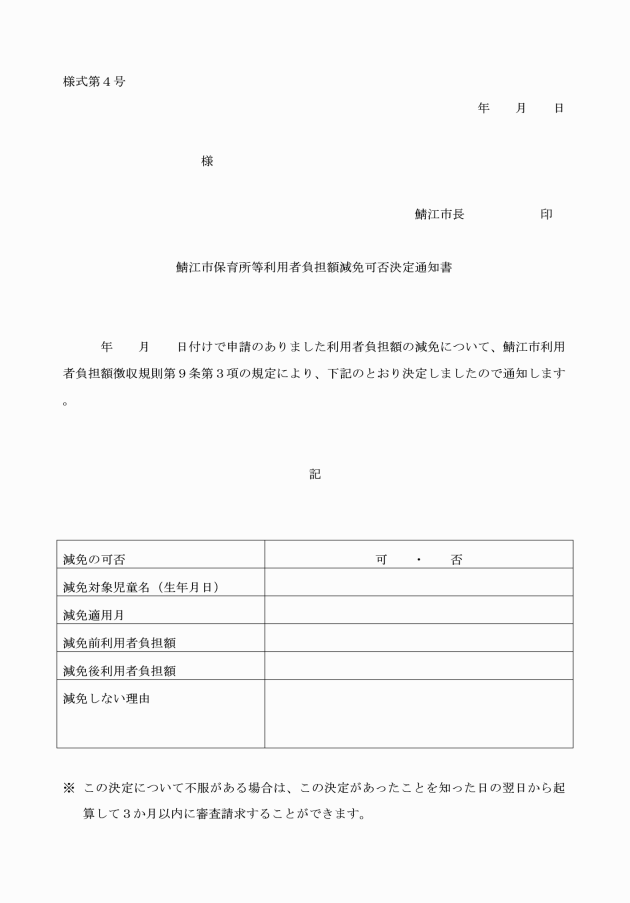 様式第４号
年　　月　　日
様
鯖江市長　　　　　　印
鯖江市保育所等利用者負担額減免可否決定通知書
年　　月　　日付けで申請のありました利用者負担額の減免について、鯖江市利用
者負担額徴収規則第９条第３項の規定により、下記のとおり決定しましたので通知します
。
記
減免の可否　可　　・　　否
減免対象児童名（生年月日）
減免適用月
減免前利用者負担額
減免後利用者負担額
減免しない理由
※ この決定について不服がある場合は、この決定があったことを知った日の翌日から起
算して３か月以内に審査請求することができます。